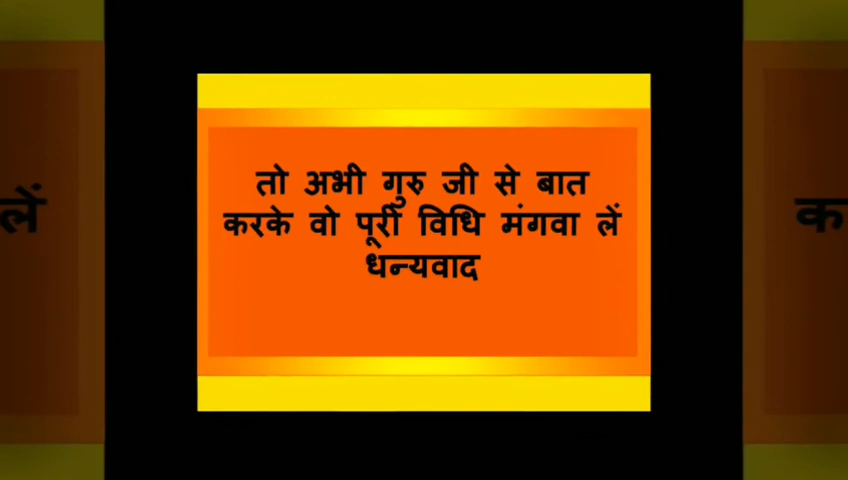 तो अभी गुरु जी से बात
करके वो पूरी विधि मंगवा लें
धन्यवाद